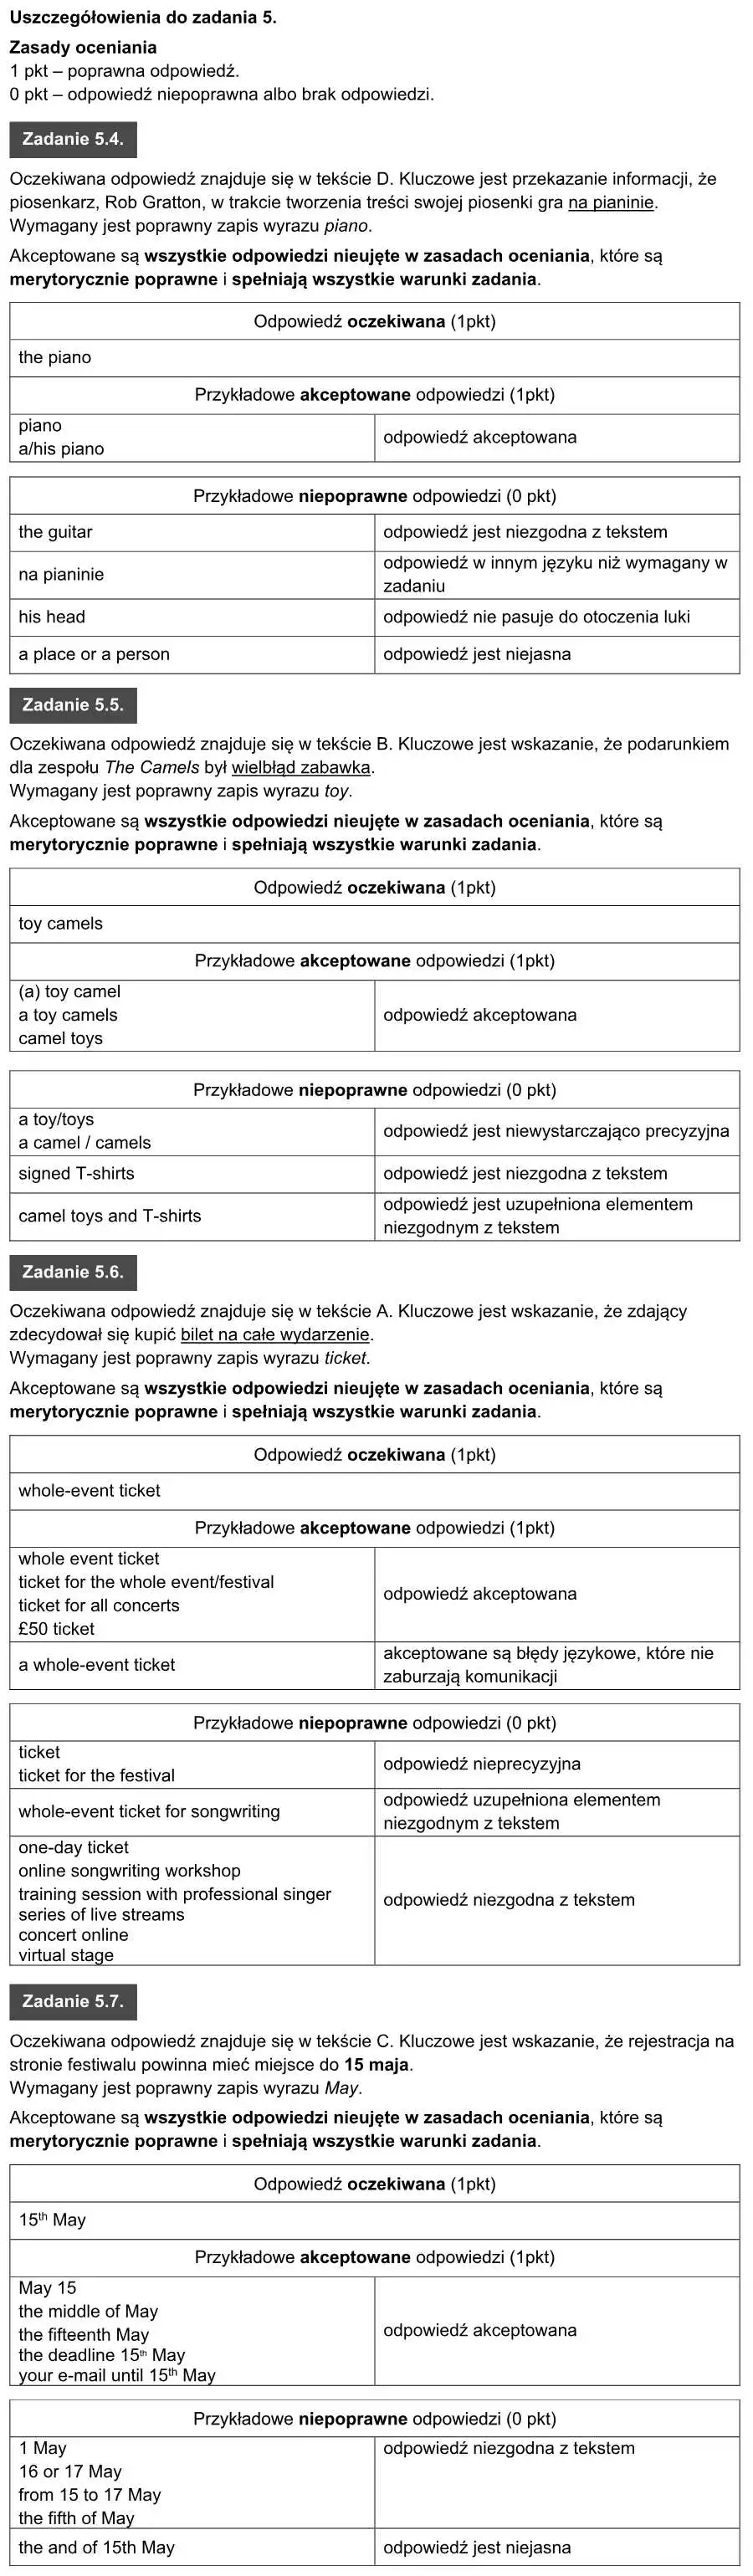 Uszczegółowienia do zadania 5.
Zasady oceniania
1 pkt – poprawna odpowiedź.
0 pkt – odpowiedź niepoprawna albo brak odpowiedzi.
Zadanie 5.4.
Oczekiwana odpowiedź znajduje się w tekście D. Kluczowe jest przekazanie informacji, że
piosenkarz, Rob Gratton, w trakcie tworzenia treści swojej piosenki gra na pianinie.
Wymagany jest poprawny zapis wyrazu piano.
Akceptowane są wszystkie odpowiedzi nieujęte w zasadach oceniania, które są
merytorycznie poprawne i spełniają wszystkie warunki zadania.
Odpowiedź oczekiwana (1pkt)
the piano
Przykładowe akceptowane odpowiedzi (1pkt)
piano
a/his piano
odpowiedź akceptowana
Przykładowe niepoprawne odpowiedzi (0 pkt)
the guitar
odpowiedź jest niezgodna z tekstem
na pianinie
odpowiedź w innym języku niż wymagany w
zadaniu
his head
odpowiedź nie pasuje do otoczenia luki
a place or a person
odpowiedź jest niejasna
Zadanie 5.5.
Oczekiwana odpowiedź znajduje się w tekście B. Kluczowe jest wskazanie, że podarunkiem
dla zespołu The Camels był wielbłąd zabawka.
Wymagany jest poprawny zapis wyrazu toy.
Akceptowane są wszystkie odpowiedzi nieujęte w zasadach oceniania, które są
merytorycznie poprawne i spełniają wszystkie warunki zadania.
Odpowiedź oczekiwana (1pkt)
toy camels
Przykładowe akceptowane odpowiedzi (1pkt)
(a) toy camel
a toy camels
camel toys
odpowiedź akceptowana
Przykładowe niepoprawne odpowiedzi (0 pkt)
a toy/toys
a camel / camels
odpowiedź jest niewystarczająco precyzyjna
signed T-shirts
odpowiedź jest niezgodna z tekstem
camel toys and T-shirts
odpowiedź jest uzupełniona elementem
niezgodnym z tekstem
Zadanie 5.6.
Oczekiwana odpowiedź znajduje się w tekście A. Kluczowe jest wskazanie, że zdający
zdecydował się kupić bilet na całe wydarzenie.
Wymagany jest poprawny zapis wyrazu ticket.
Akceptowane są wszystkie odpowiedzi nieujęte w zasadach oceniania, które są
merytorycznie poprawne i spełniają wszystkie warunki zadania.
Odpowiedź oczekiwana (1pkt)
whole-event ticket
Przykładowe akceptowane odpowiedzi (1pkt)
whole event ticket
ticket for the whole event/festival
ticket for all concerts
£50 ticket
odpowiedź akceptowana
a whole-event ticket
akceptowane są błędy językowe, które nie
zaburzają komunikacji
Przykładowe niepoprawne odpowiedzi (0 pkt)
ticket
ticket for the festival
odpowiedź nieprecyzyjna
whole-event ticket for songwriting
odpowiedź uzupełniona elementem
niezgodnym z tekstem
one-day ticket
online songwriting workshop
training session with professional singer
series of live streams
concert online
virtual stage
odpowiedź niezgodna z tekstem
Zadanie 5.7.
Oczekiwana odpowiedź znajduje się w tekście C. Kluczowe jest wskazanie, że rejestracja na
stronie festiwalu powinna mieć miejsce do 15 maja.
Wymagany jest poprawny zapis wyrazu May.
Akceptowane są wszystkie odpowiedzi nieujęte w zasadach oceniania, które są
merytorycznie poprawne i spełniają wszystkie warunki zadania.
Odpowiedź oczekiwana (1pkt)
15th May
Przykładowe akceptowane odpowiedzi (1pkt)
May 15
the middle of May
the fifteenth May
the deadline 15th May
your e-mail until 15th May
odpowiedź akceptowana
Przykładowe niepoprawne odpowiedzi (0 pkt)
1 May
16 or 17 May
from 15 to 17 May
the fifth of May
odpowiedź niezgodna z tekstem
the and of 15th May
odpowiedź jest niejasna